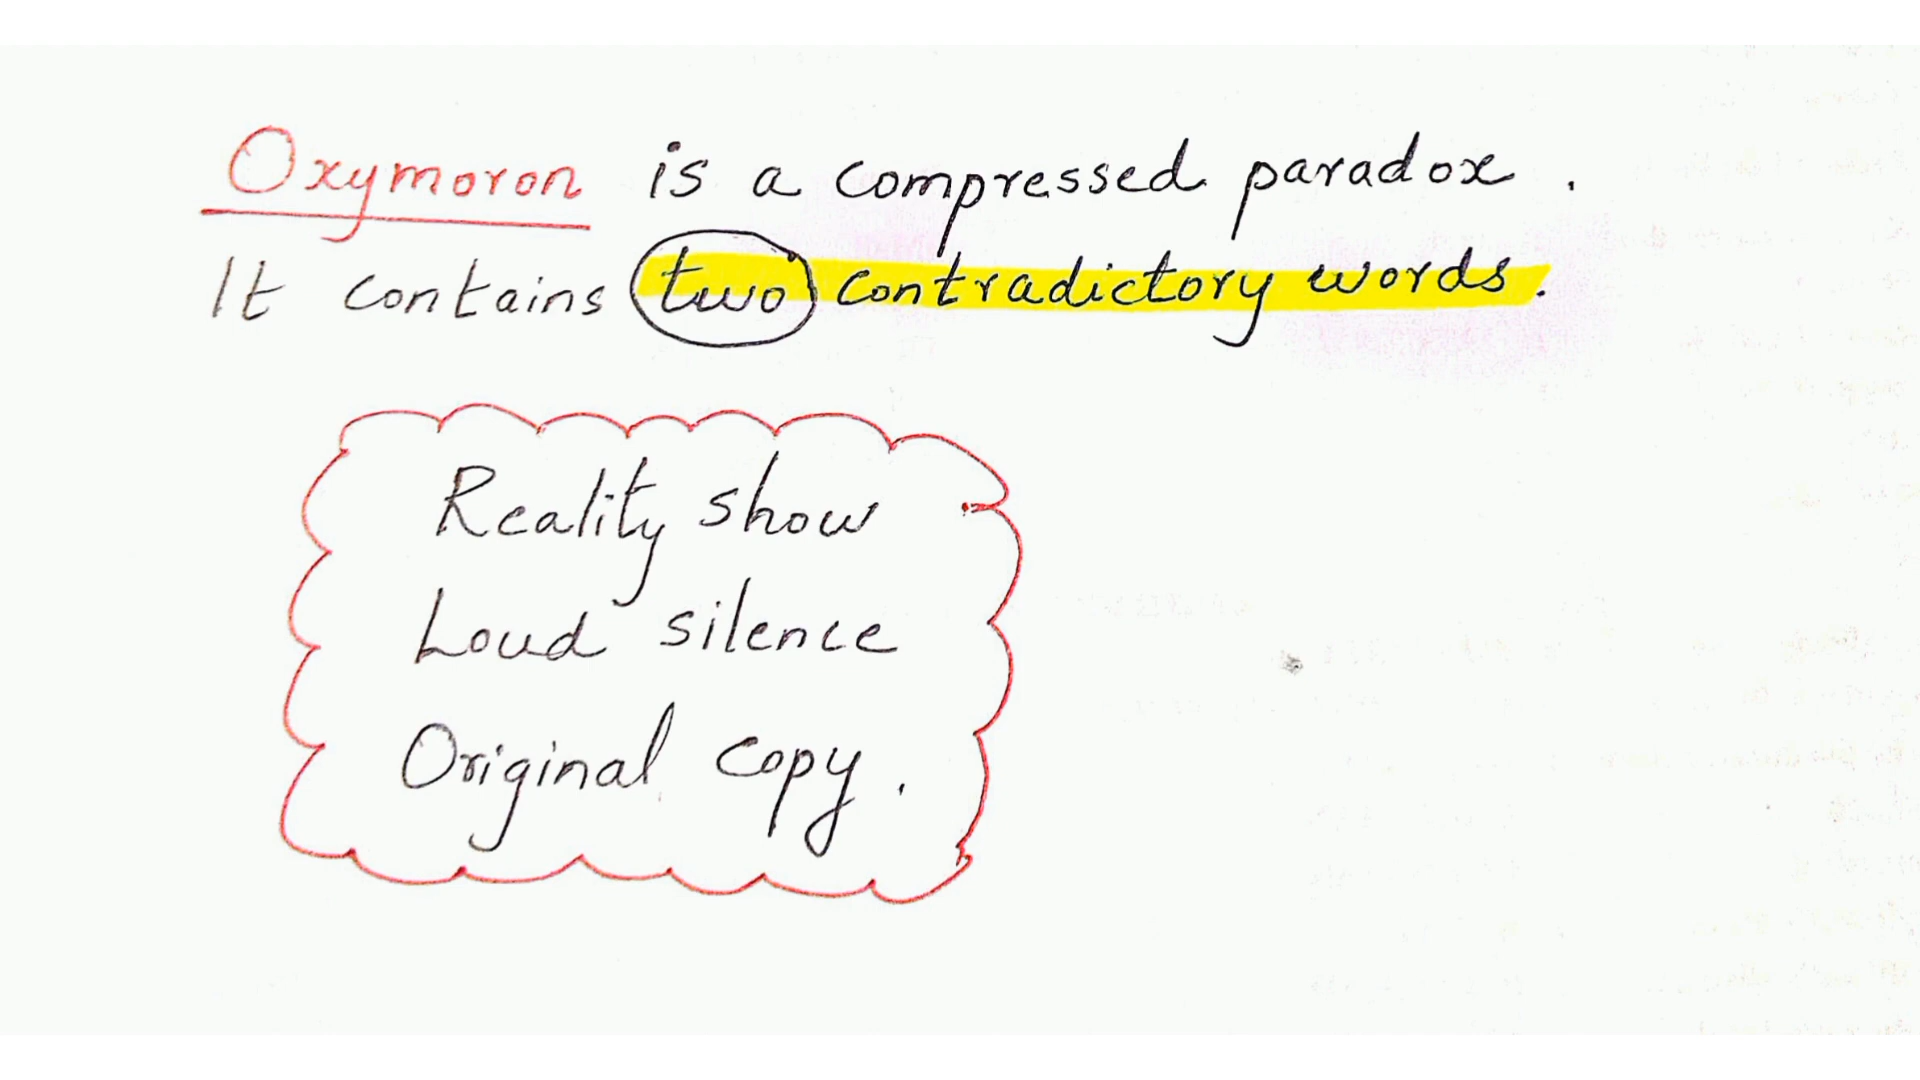 Oxymoron is a compressed paradox.
It contains two contradictory words.
Reality show
Loud silence
Original copy.